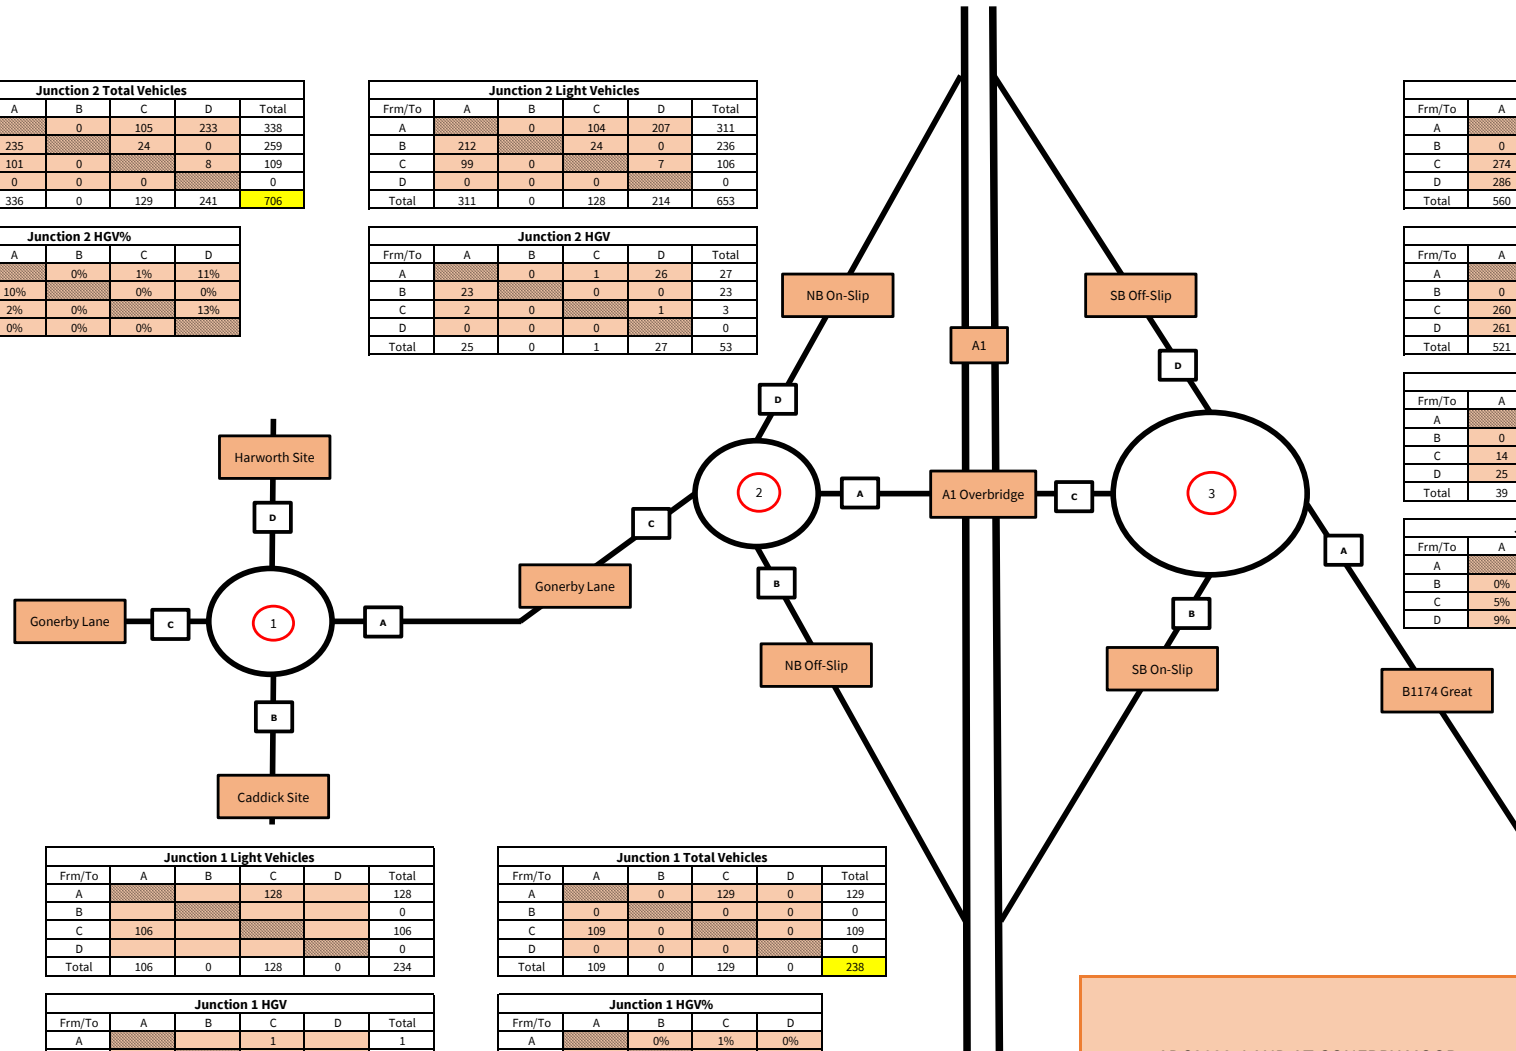 Junction 2 Total Vehicles
A B C D Total
0 105 233 338
235 24 0 259
101 0 8 109
0 0 0 0
336 0 129 241 706
Junction 2 Light Vehicles
Frm/To A B C D Total
A 0 104 207 311
B 212 24 0 236
C 99 0 7 106
D 0 0 0 0
Total 311 0 128 214 653
Frm/To A
A
B 0
C 274
D 286
Total 560
Junction 2 HGV%
A B C D
0% 1% 11%
10% 0% 0%
2% 0% 13%
0% 0% 0%
Junction 2 HGV
Frm/To A B C D Total
A 0 1 26 27
B 23 0 0 23
C 2 0 1 3
D 0 0 0 0
Total 25 0 1 27 53
Frm/To A
A
B 0
C 260
D 261
Total 521
NB On-Slip
SB Off-Slip
A1
D
D
Frm/To A
A
B 0
C 14
D 25
Total 39
Harworth Site
D
C
2
A
A1 Overbridge
C
3
A
Frm/To A
A
B 0%
C 5%
D 9%
Gonerby Lane
B
B
Gonerby Lane
C
1
A
NB Off-Slip
SB On-Slip
B1174 Great
B
Caddick Site
Junction 1 Light Vehicles
Frm/To A B C D Total
A 128 128
B 0
C 106 106
D 0
Total 106 0 128 0 234
Junction 1 Total Vehicles
Frm/To A B C D Total
A 0 129 0 129
B 0 0 0 0
C 109 0 0 109
D 0 0 0 0
Total 109 0 129 0 238
Junction 1 HGV
Frm/To A B C D Total
A 1 1
Junction 1 HGV%
Frm/To A B C D
A 0% 1% 0%